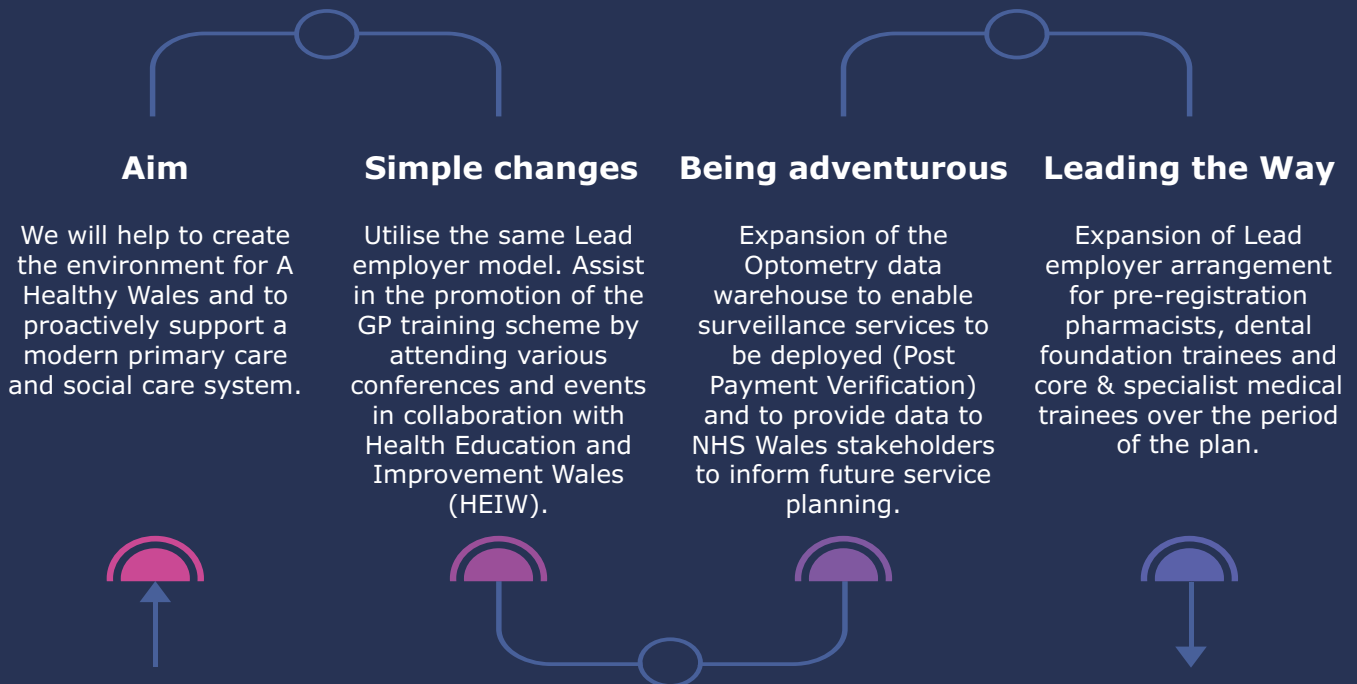 Aim
We will help to create
the environment for A
Healthy Wales and to
proactively support a
modern primary care
and social care system.
Simple changes
Utilise the same Lead
employer model. Assist
in the promotion of the
GP training scheme by
attending various
conferences and events
in collaboration with
Health Education and
Improvement Wales
(HEIW).
Being adventurous
Expansion of the
Optometry data
warehouse to enable
surveillance services to
be deployed (Post
Payment Verification)
and to provide data to
NHS Wales stakeholders
to inform future service
planning.
Leading the Way
Expansion of Lead
employer arrangement
for pre-registration
pharmacists, dental
foundation trainees and
core & specialist medical
trainees over the period
of the plan.